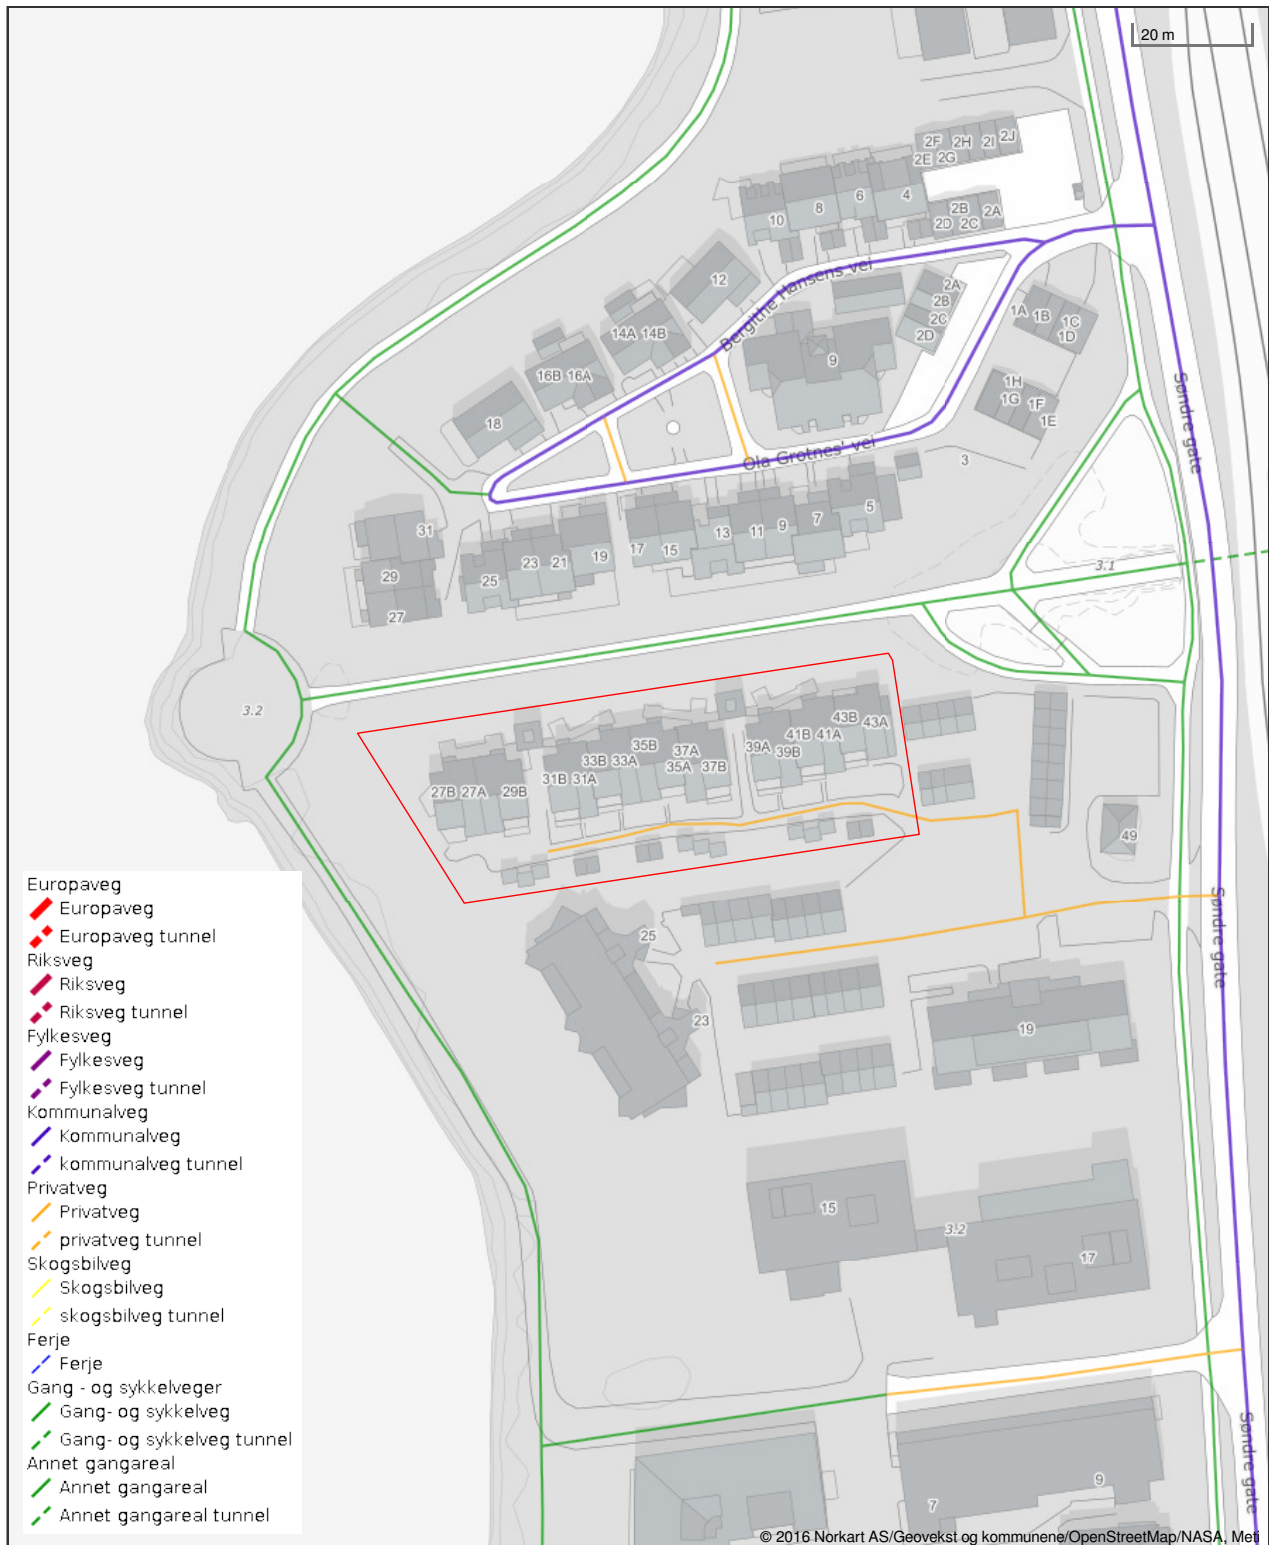 20 m
2F 2H 2I 2J
2E 2G
10 8 6 4
2B 2A
2D 2C
12
Bergithe Hansens vei
2A
2B
2C
2D
1A 1B 1C
1D
14A 14B
9
16B 16A
1H
1G 1F
1E
18
Søndre gate
Ola Grotnes' vei
3
5
7
9
11
13
15
17
19
21
23
25
31
29
27
3.1
3.2
43B 43A
41B 41A
39A 39B
35B 37A
33B 33A 35A 37B
31B 31A
27B 27A 29B
49
Søndre gate
25
23
19
15
3.2
17
9
7
Søndre gate
Europaveg
Europaveg
Europaveg tunnel
Riksveg
Riksveg
Riksveg tunnel
Fylkesveg
Fylkesveg
Fylkesveg tunnel
Kommunalveg
Kommunalveg
kommunalveg tunnel
Privatveg
Privatveg
privatveg tunnel
Skogsbilveg
Skogsbilveg
skogsbilveg tunnel
Ferje
Ferje
Gang - og sykkelveger
Gang- og sykkelveg
Gang- og sykkelveg tunnel
Annet gangareal
Annet gangareal
Annet gangareal tunnel
© 2016 Norkart AS/Geovekst og kommunene/OpenStreetMap/NASA, Meti